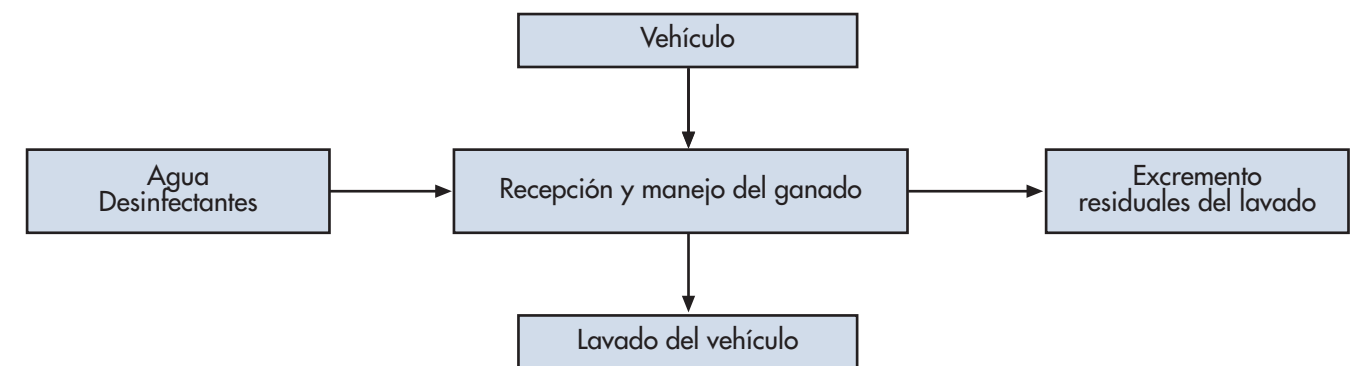 Vehículo
Agua
Desinfectantes
Recepción y manejo del ganado
Excremento
residuales del lavado
Lavado del vehículo